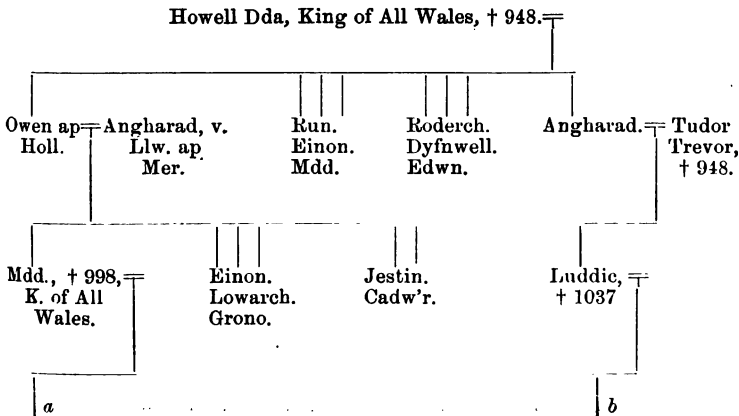 Howell Dda, King of All Wales, † 948.
Owen ap Holl.
Angharad, v. Llw. ap Mer.
Run. Einon. Mdd.
Roderch. Dyfnwell. Edwn.
Angharad.
Tudor Trevor, † 948.
Mdd., † 998, K. of All Wales.
Einon. Lowarch. Grono.
Jestin. Cadw'r.
Luddic, † 1037
a
b